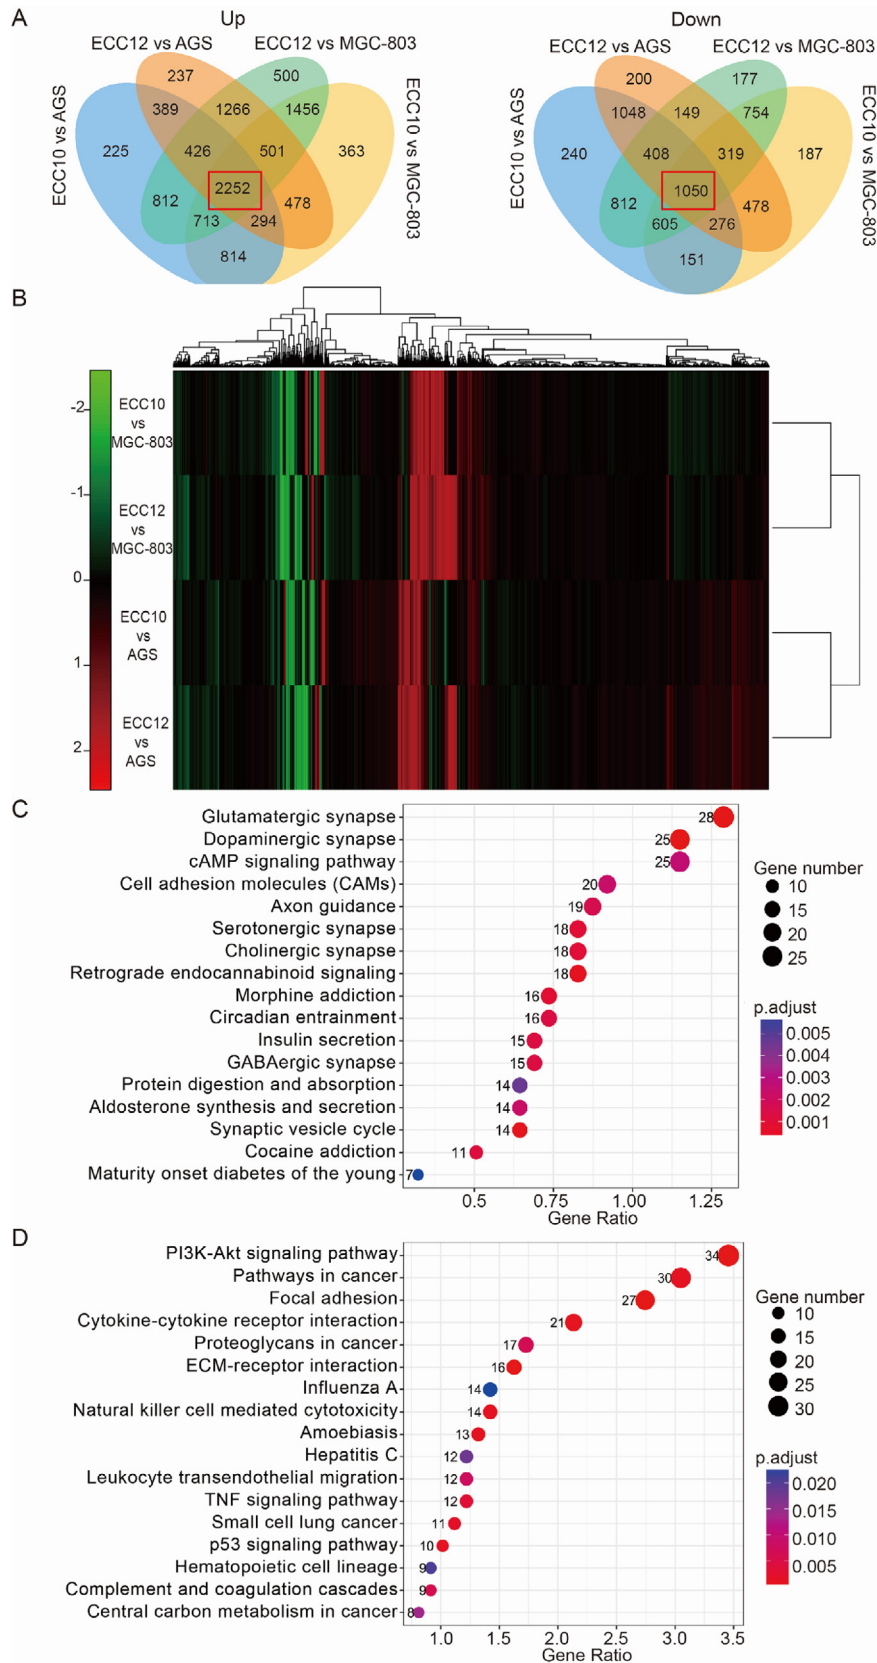 A
Up
Down
ECC12 vs AGS
ECC12 vs MGC-803
ECC12 vs AGS
ECC12 vs MGC-803
ECC10 vs AGS
ECC10 vs MGC-803
ECC10 vs AGS
ECC10 vs MGC-803
237
500
389
1266
1456
225
426
501
363
2252
812
478
713
294
814
200
177
1048
149
754
240
408
319
187
1050
812
478
605
276
151
B
-2
-1
0
1
2
ECC10
vs
MGC-803
ECC12
vs
MGC-803
ECC10
vs
AGS
ECC12
vs
AGS
C
Glutamatergic synapse 28
Dopaminergic synapse 25
cAMP signaling pathway 25
Cell adhesion molecules (CAMs) 20
Axon guidance 19
Serotonergic synapse 18
Cholinergic synapse 18
Retrograde endocannabinoid signaling 18
Morphine addiction 16
Circadian entrainment 16
Insulin secretion 15
GABAergic synapse 15
Protein digestion and absorption 14
Aldosterone synthesis and secretion 14
Synaptic vesicle cycle 14
Cocaine addiction 11
Maturity onset diabetes of the young 7
0.5 0.75 1.00 1.25
Gene Ratio
Gene number
10
15
20
25
p.adjust
0.005
0.004
0.003
0.002
0.001
D
PI3K-Akt signaling pathway 34
Pathways in cancer 30
Focal adhesion 27
Cytokine-cytokine receptor interaction 21
Proteoglycans in cancer 17
ECM-receptor interaction 16
Influenza A 14
Natural killer cell mediated cytotoxicity 14
Amoebiasis 13
Hepatitis C 12
Leukocyte transendothelial migration 12
TNF signaling pathway 12
Small cell lung cancer 11
p53 signaling pathway 10
Hematopoietic cell lineage 9
Complement and coagulation cascades 9
Central carbon metabolism in cancer 8
1.0 1.5 2.0 2.5 3.0 3.5
Gene Ratio
Gene number
10
15
20
25
30
p.adjust
0.020
0.015
0.010
0.005